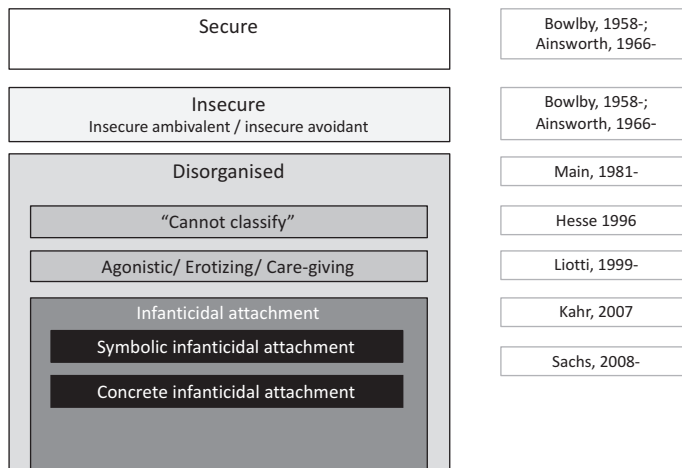 Secure
Bowlby, 1958-;
Ainsworth, 1966-
Insecure
Insecure ambivalent / insecure avoidant
Bowlby, 1958-;
Ainsworth, 1966-
Disorganised
Main, 1981-
“Cannot classify”
Hesse 1996
Agonistic/ Erotizing/ Care-giving
Liotti, 1999-
Infanticidal attachment
Kahr, 2007
Symbolic infanticidal attachment
Sachs, 2008-
Concrete infanticidal attachment